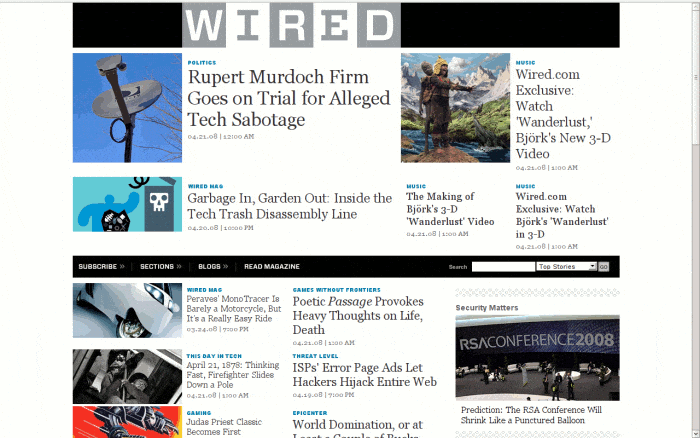 WIRED
POLITICS
Rupert Murdoch Firm
Goes on Trial for Alleged
Tech Sabotage
04.21.08 | 12:00 AM
MUSIC
Wired.com
Exclusive:
Watch
'Wanderlust,'
Björk's New 3-D
Video
04.21.08 | 1:00 AM
WIRED MAG
Garbage In, Garden Out: Inside the
Tech Trash Disassembly Line
04.20.08 | 10:00 PM
MUSIC
The Making of
Björk's 3-D
'Wanderlust' Video
04.21.08 | 1:00 AM
MUSIC
Wired.com
Exclusive: Watch
Björk's 'Wanderlust'
in 3-D
04.21.08 | 1:00 AM
SUBSCRIBE >> SECTIONS >> BLOGS >> READ MAGAZINE Search Top Stories GO
WIRED MAG
Peraves' MonoTracer Is
Barely a Motorcycle, But
It's a Really Easy Ride
03.24.08 | 7:00 PM
THIS DAY IN TECH
April 21, 1878: Thinking
Fast, Firefighter Slides
Down a Pole
04.21.08 | 1:00 AM
GAMING
Judas Priest Classic
Becomes First
GAMES WITHOUT FRONTIERS
Poetic Passage Provokes
Heavy Thoughts on Life,
Death
04.21.08 | 1:00 AM
THREAT LEVEL
ISPs' Error Page Ads Let
Hackers Hijack Entire Web
04.19.08 | 7:00 PM
EPICENTER
World Domination, or at
Least a Couple of Bucks
Security Matters
RSACONFERENCE2008
Prediction: The RSA Conference Will
Shrink Like a Punctured Balloon